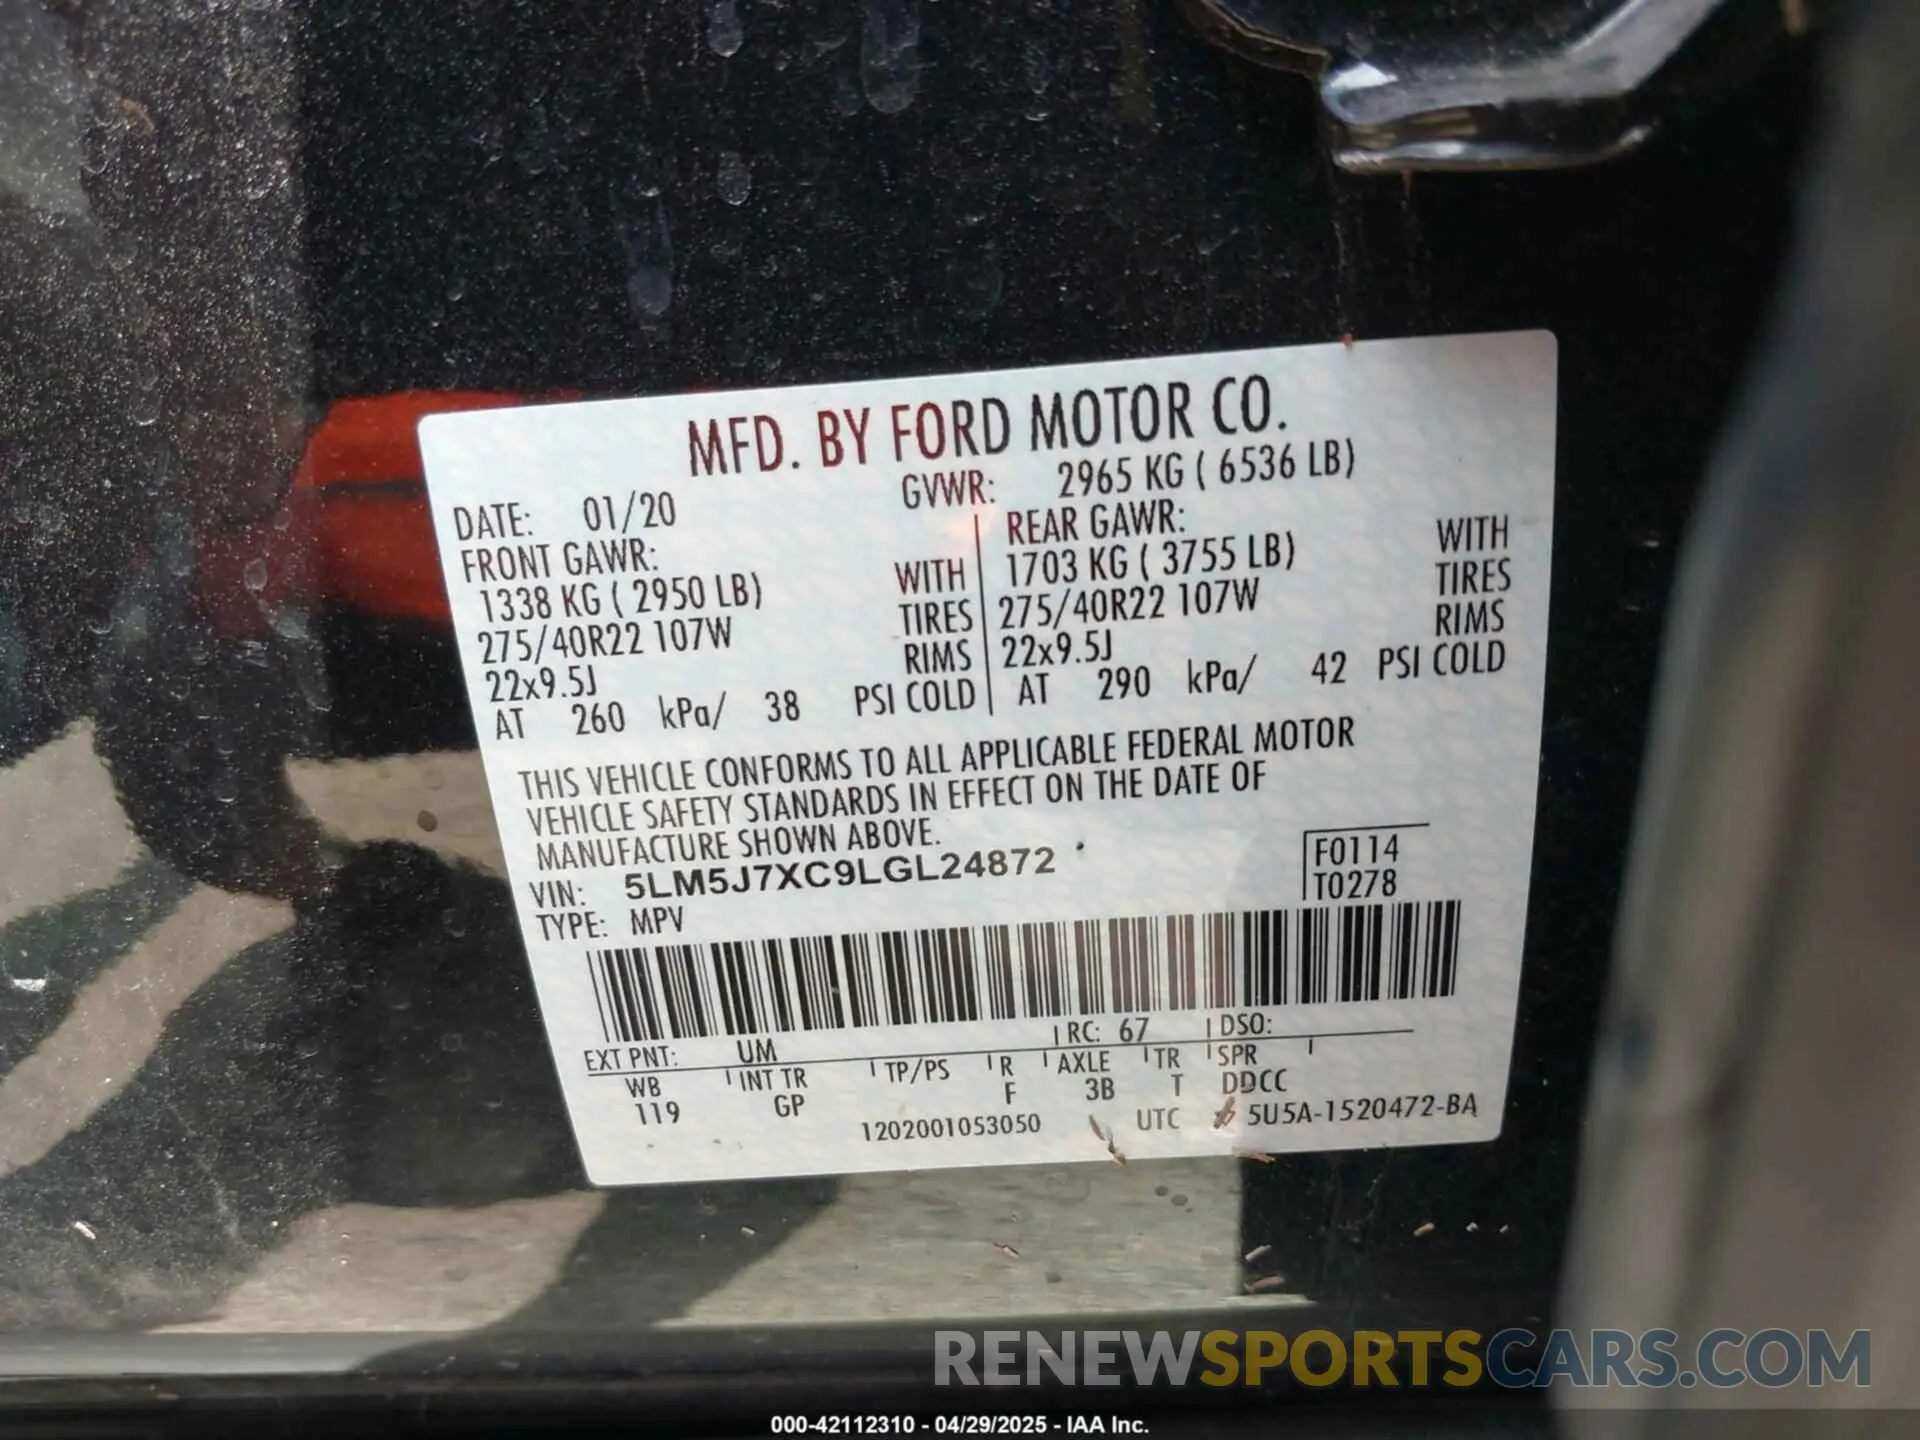 MFD. BY FORD MOTOR CO.
DATE: 01/20 GVWR: 2965 KG ( 6536 LB)
FRONT GAWR: REAR GAWR:
1338 KG ( 2950 LB) WITH 1703 KG ( 3755 LB) WITH
275/40R22 107W TIRES 275/40R22 107W TIRES
22x9.5J RIMS 22x9.5J RIMS
AT 260 kPa/ 38 PSI COLD AT 290 kPa/ 42 PSI COLD
THIS VEHICLE CONFORMS TO ALL APPLICABLE FEDERAL MOTOR
VEHICLE SAFETY STANDARDS IN EFFECT ON THE DATE OF
MANUFACTURE SHOWN ABOVE.
VIN: 5LM5J7XC9LGL24872 F0114
TYPE: MPV T0278
EXT PNT: UM RC: 67 DSO:
WB INT TR TP/PS R AXLE TR SPR
119 GP F 3B T DDCC
1202001053050 UTC 5U5A-1520472-BA
RENEWSPORTSCARS.COM
000-42112310 - 04/29/2025 - IAA Inc.